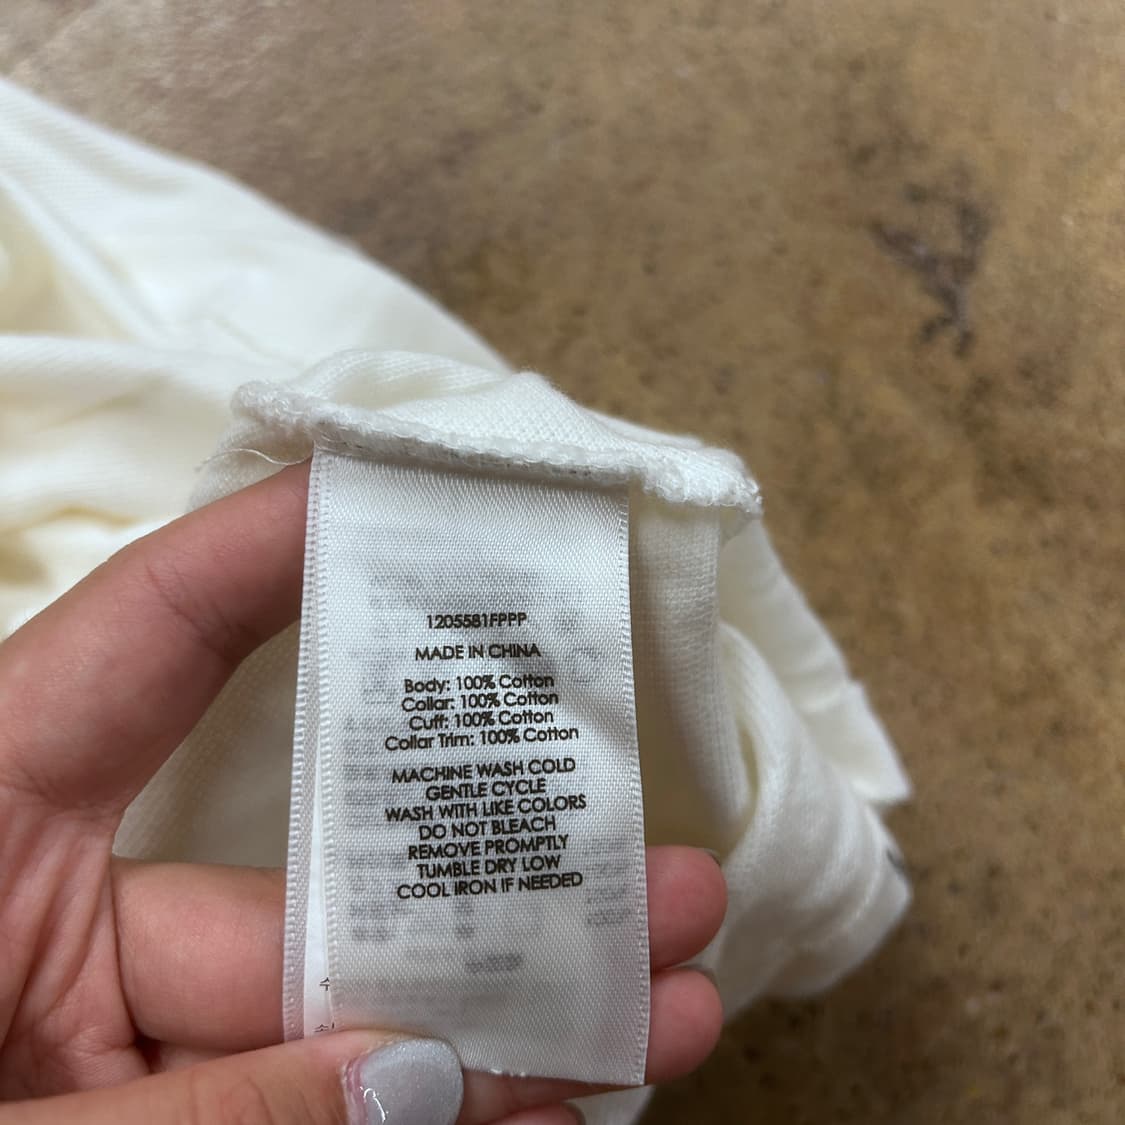 1205581FPPP
MADE IN CHINA
Body: 100% Cotton
Collar: 100% Cotton
Cuff: 100% Cotton
Collar Trim: 100% Cotton
MACHINE WASH COLD
GENTLE CYCLE
WASH WITH LIKE COLORS
DO NOT BLEACH
REMOVE PROMPTLY
TUMBLE DRY LOW
COOL IRON IF NEEDED
수